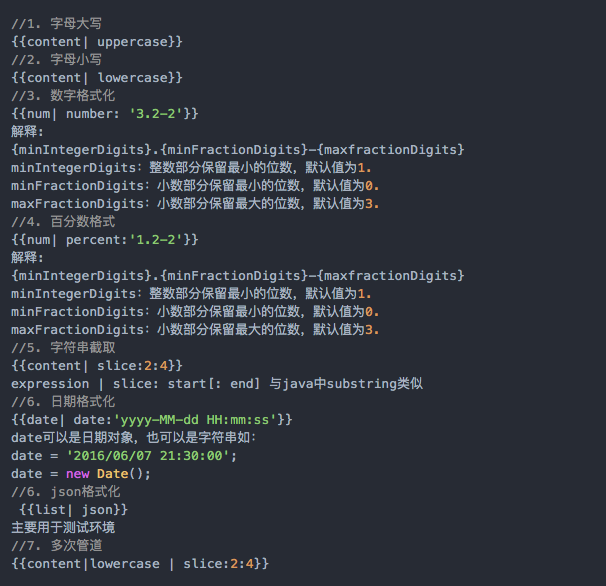 //1. 字母大写
{{content| uppercase}}
//2. 字母小写
{{content| lowercase}}
//3. 数字格式化
{{num| number: '3.2-2'}}
解释:
{minIntegerDigits}.{minFractionDigits}-{maxfractionDigits}
minIntegerDigits：整数部分保留最小的位数，默认值为1.
minFractionDigits：小数部分保留最小的位数，默认值为0.
maxFractionDigits：小数部分保留最大的位数，默认值为3.
//4. 百分数格式
{{num| percent:'1.2-2'}}
解释:
{minIntegerDigits}.{minFractionDigits}-{maxfractionDigits}
minIntegerDigits：整数部分保留最小的位数，默认值为1.
minFractionDigits：小数部分保留最小的位数，默认值为0.
maxFractionDigits：小数部分保留最大的位数，默认值为3.
//5. 字符串截取
{{content| slice:2:4}}
expression | slice: start[: end] 与java中substring类似
//6. 日期格式化
{{date| date:'yyyy-MM-dd HH:mm:ss'}}
date可以是日期对象，也可以是字符串如：
date = '2016/06/07 21:30:00';
date = new Date();
//6. json格式化
{{list| json}}
主要用于测试环境
//7. 多次管道
{{content|lowercase | slice:2:4}}